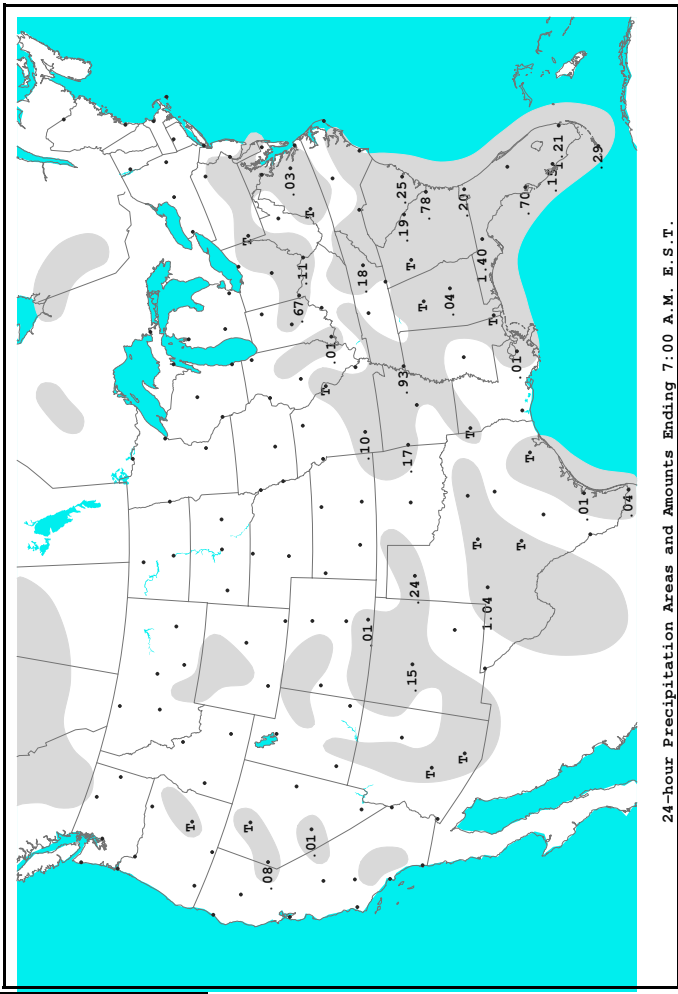 T
T
T
.08
.03
.67
.11
T
.01
T
.01
.18
.10
.01
.25
.93
.19
.17
T
.15
.24
T
.78
T
.04
.20
T
T
T
1.40
1.04
T
.01
T
.70
T
1.21
.01
.29
.04
24-hour Precipitation Areas and Amounts Ending 7:00 A.M. E.S.T.